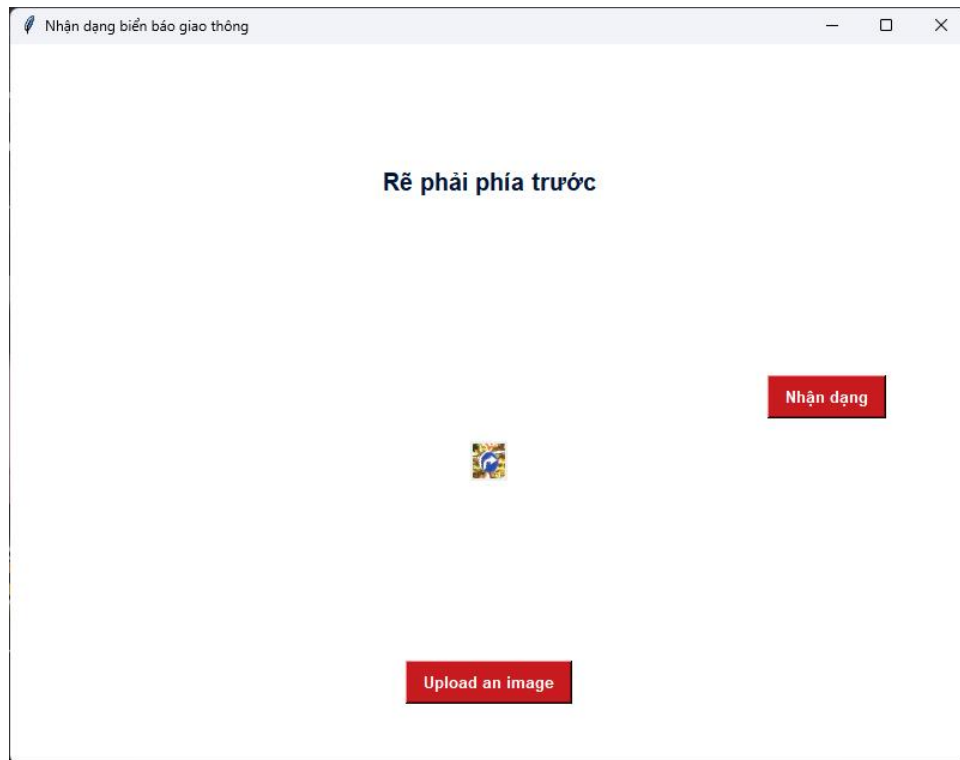 Nhận dạng biển báo giao thông
Rẽ phải phía trước
Nhận dạng
Upload an image